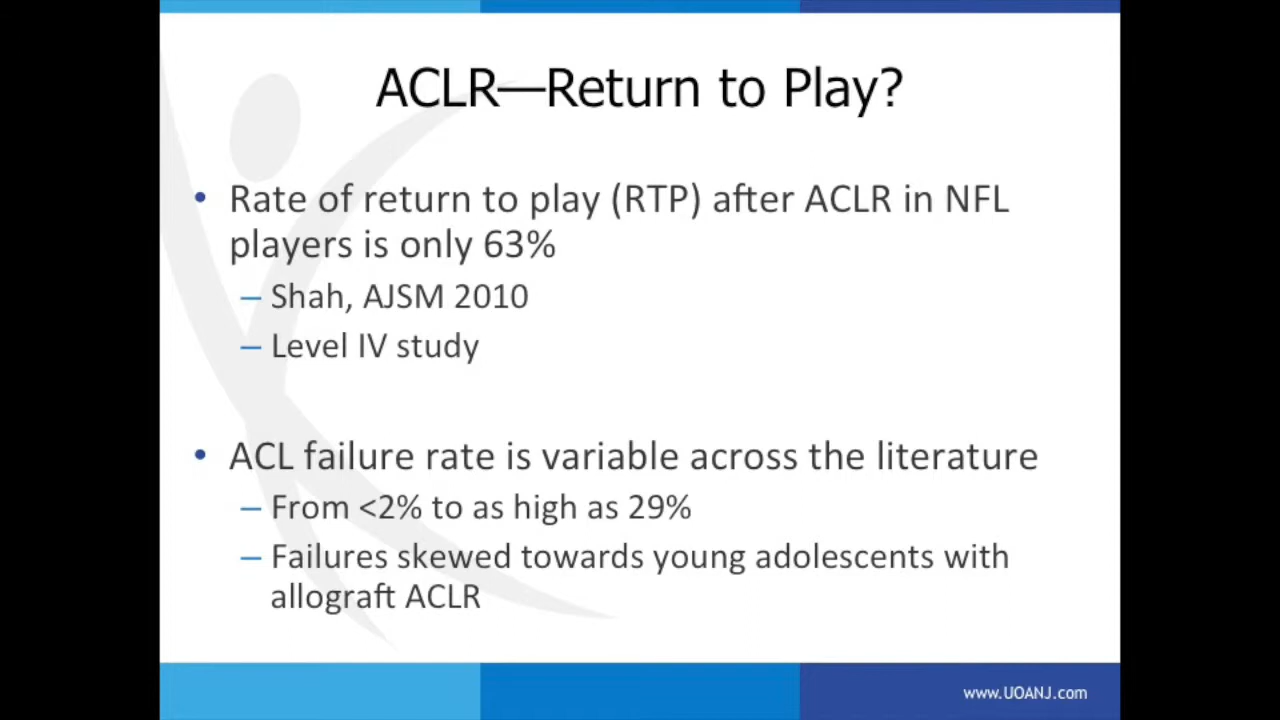 ACLR—Return to Play?
• Rate of return to play (RTP) after ACLR in NFL
players is only 63%
– Shah, AJSM 2010
– Level IV study
• ACL failure rate is variable across the literature
– From <2% to as high as 29%
– Failures skewed towards young adolescents with
allograft ACLR
www.UOANJ.com